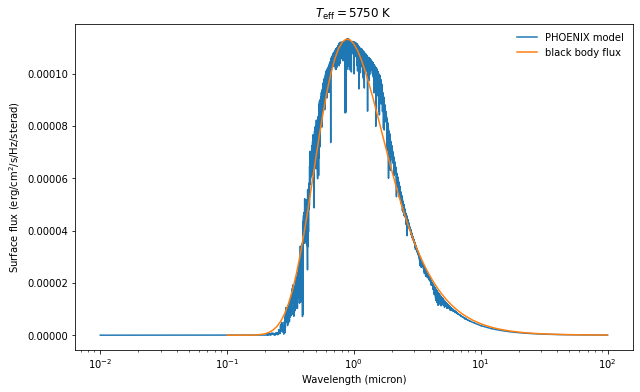 T_eff = 5750 K
PHOENIX model
black body flux
Surface flux (erg/cm²/s/Hz/sterad)
0.00010
0.00008
0.00006
0.00004
0.00002
0.00000
10⁻² 10⁻¹ 10⁰ 10¹ 10²
Wavelength (micron)